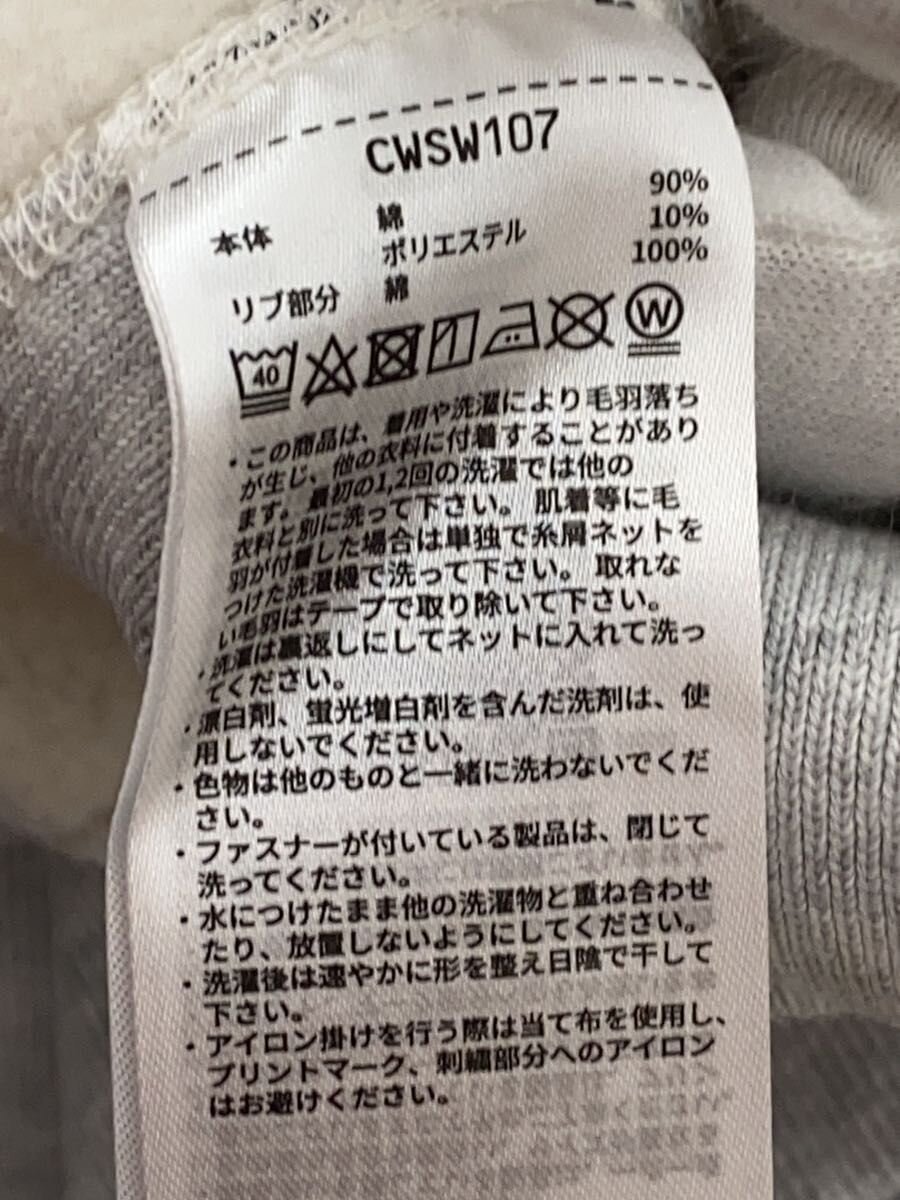 CWSW107
本体 綿 90%
ポリエステル 10%
リブ部分 綿 100%
40
W
・この商品は、着用や洗濯により毛羽落ち
が生じ、他の衣料に付着することがあり
ます。最初の1,2回の洗濯では他の
衣料と別に洗って下さい。肌着等に毛
羽が付着した場合は単独で糸屑ネットを
つけた洗濯機で洗って下さい。取れな
い毛羽はテープで取り除いて下さい。
・洗濯は裏返しにしてネットに入れて洗っ
てください。
・漂白剤、蛍光増白剤を含んだ洗剤は、使
用しないでください。
・色物は他のものと一緒に洗わないでくだ
さい。
・ファスナーが付いている製品は、閉じて
洗ってください。
・水につけたまま他の洗濯物と重ね合わせ
たり、放置しないようにしてください。
・洗濯後は速やかに形を整え日陰で干して
下さい。
・アイロン掛けを行う際は当て布を使用し、
プリントマーク、刺繍部分へのアイロン
はお避けください。